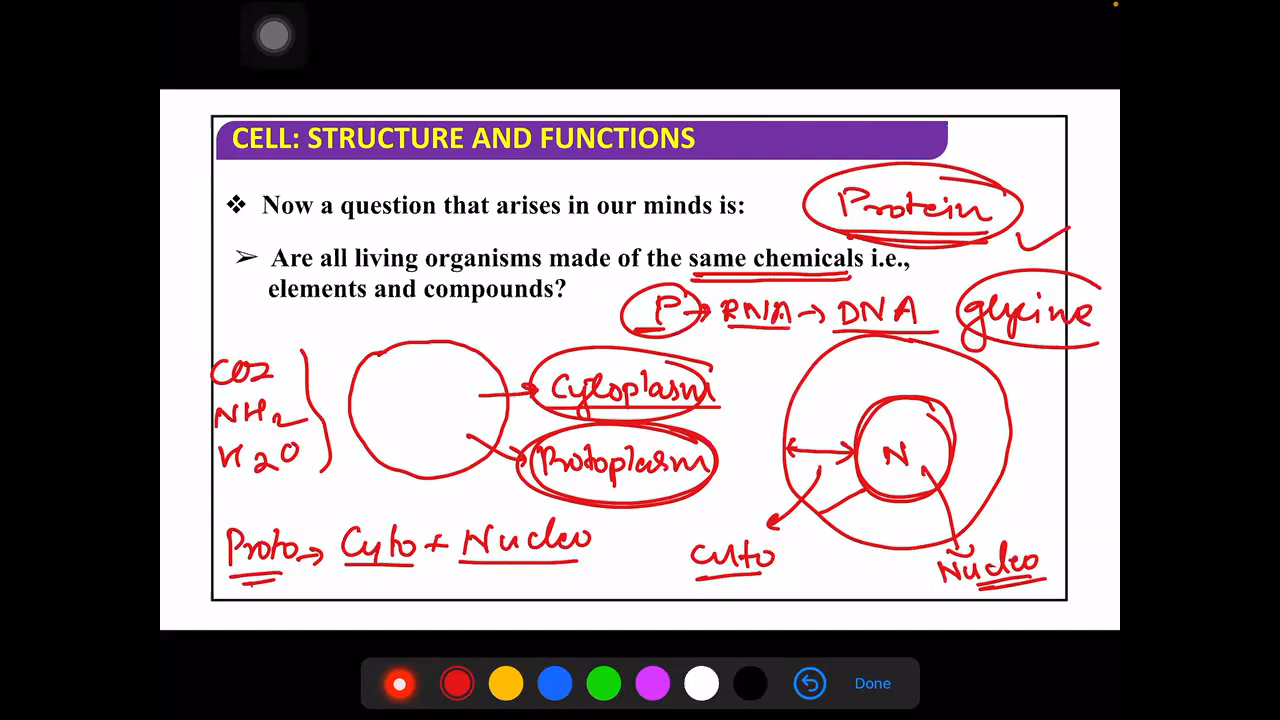 CELL: STRUCTURE AND FUNCTIONS
❖ Now a question that arises in our minds is:
Protein
➢ Are all living organisms made of the same chemicals i.e.,
elements and compounds?
P → RNA → DNA
glycine
CO2
NH2
H2O
Cytoplasm
Protoplasm
N
Proto → Cyto + Nucleo
Cyto
Nucleo
Done